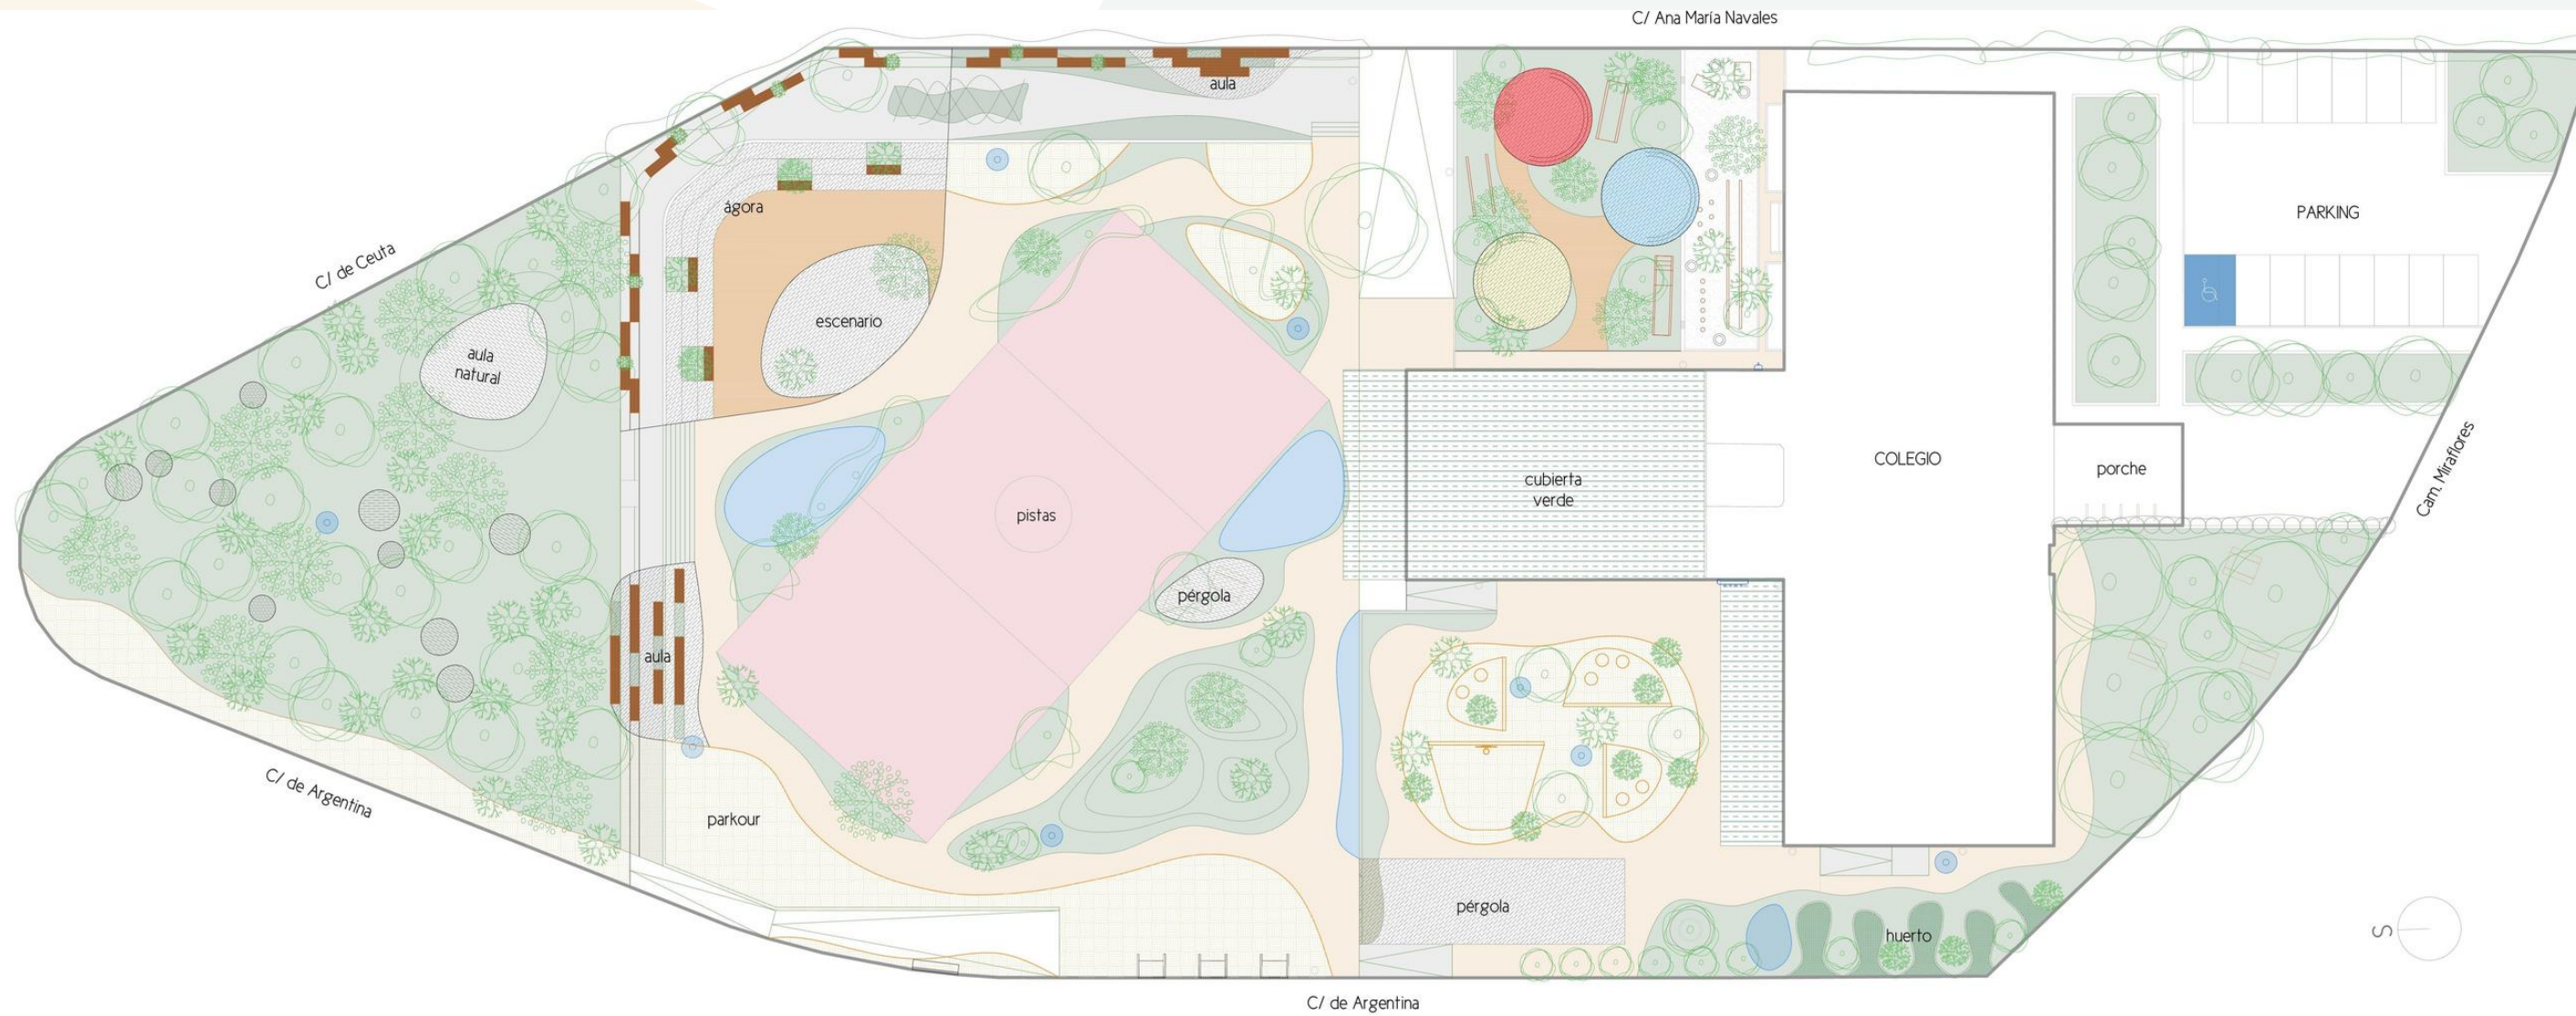 C/ Ana María Navales
aula
ágora
PARKING
C/ de Ceuta
escenario
aula
natural
COLEGIO
porche
Cam. Miraflores
cubierta
verde
pistas
pérgola
aula
parkour
C/ de Argentina
pérgola
huerto
S
C/ de Argentina